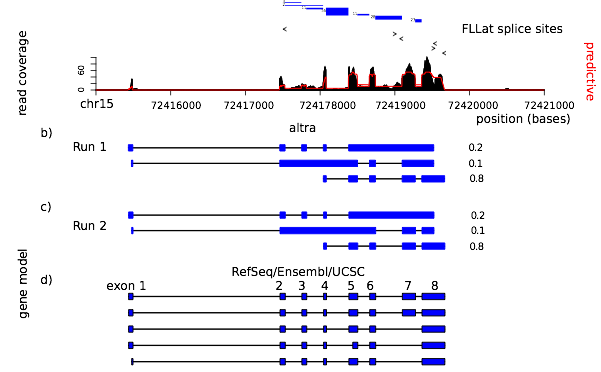 FLLat splice sites
read coverage
60
0
predictive
chr15
72416000
72417000
72418000
72419000
72420000
72421000
position (bases)
altra
b)
Run 1
0.2
0.1
0.8
c)
Run 2
0.2
0.1
0.8
gene model
d)
RefSeq/Ensembl/UCSC
exon 1 2 3 4 5 6 7 8